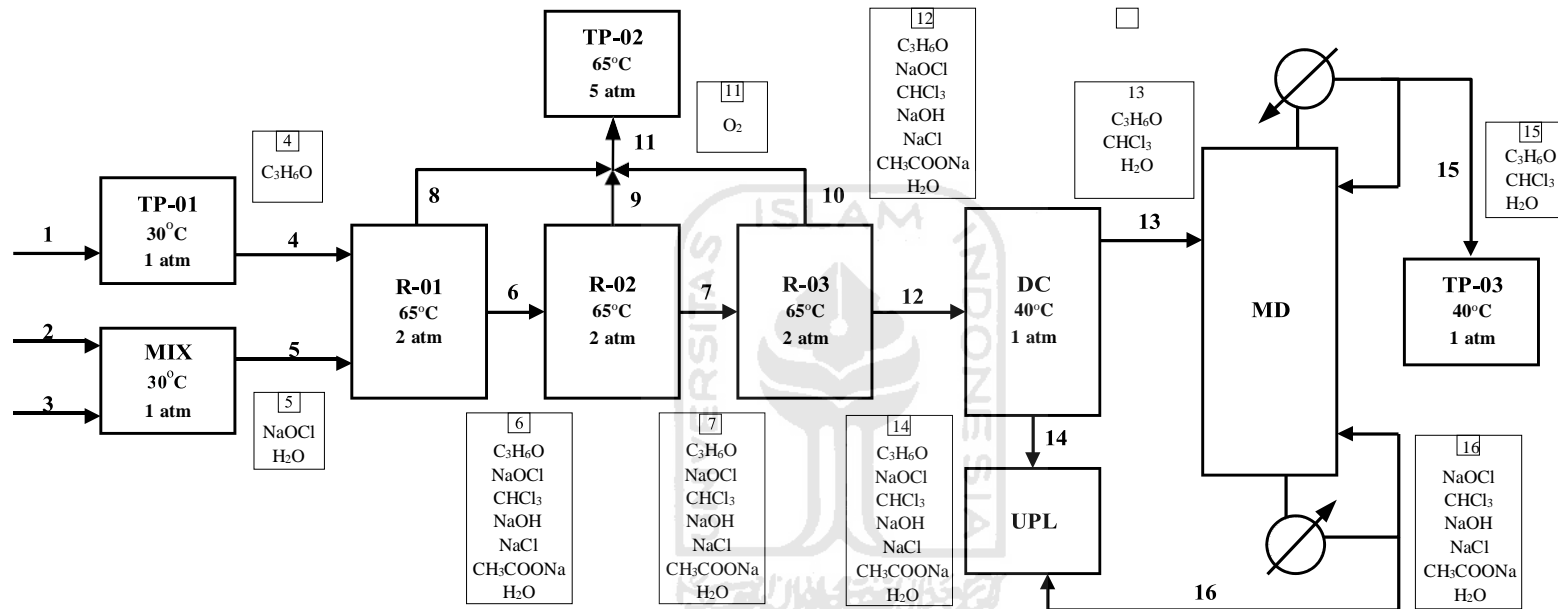 TP-02
65°C
5 atm
11
O₂
12
C₃H₆O
NaOCl
CHCl₃
NaOH
NaCl
CH₃COONa
H₂O
13
C₃H₆O
CHCl₃
H₂O
15
C₃H₆O
CHCl₃
H₂O
4
C₃H₆O
11
8
9
10
15
TP-01
30°C
1 atm
1
4
R-01
65°C
2 atm
6
R-02
65°C
2 atm
7
R-03
65°C
2 atm
12
DC
40°C
1 atm
13
MD
TP-03
40°C
1 atm
2
3
MIX
30°C
1 atm
5
5
NaOCl
H₂O
6
C₃H₆O
NaOCl
CHCl₃
NaOH
NaCl
CH₃COONa
H₂O
7
C₃H₆O
NaOCl
CHCl₃
NaOH
NaCl
CH₃COONa
H₂O
14
C₃H₆O
NaOCl
CHCl₃
NaOH
NaCl
CH₃COONa
H₂O
14
UPL
16
16
NaOCl
CHCl₃
NaOH
NaCl
CH₃COONa
H₂O
UNIVERSITAS
ISLAM
INDONESIA